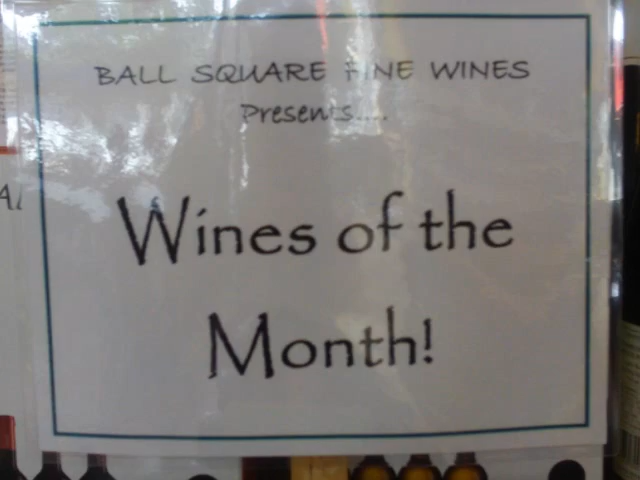 BALL SQUARE FINE WINES
Presents....
Wines of the
Month!